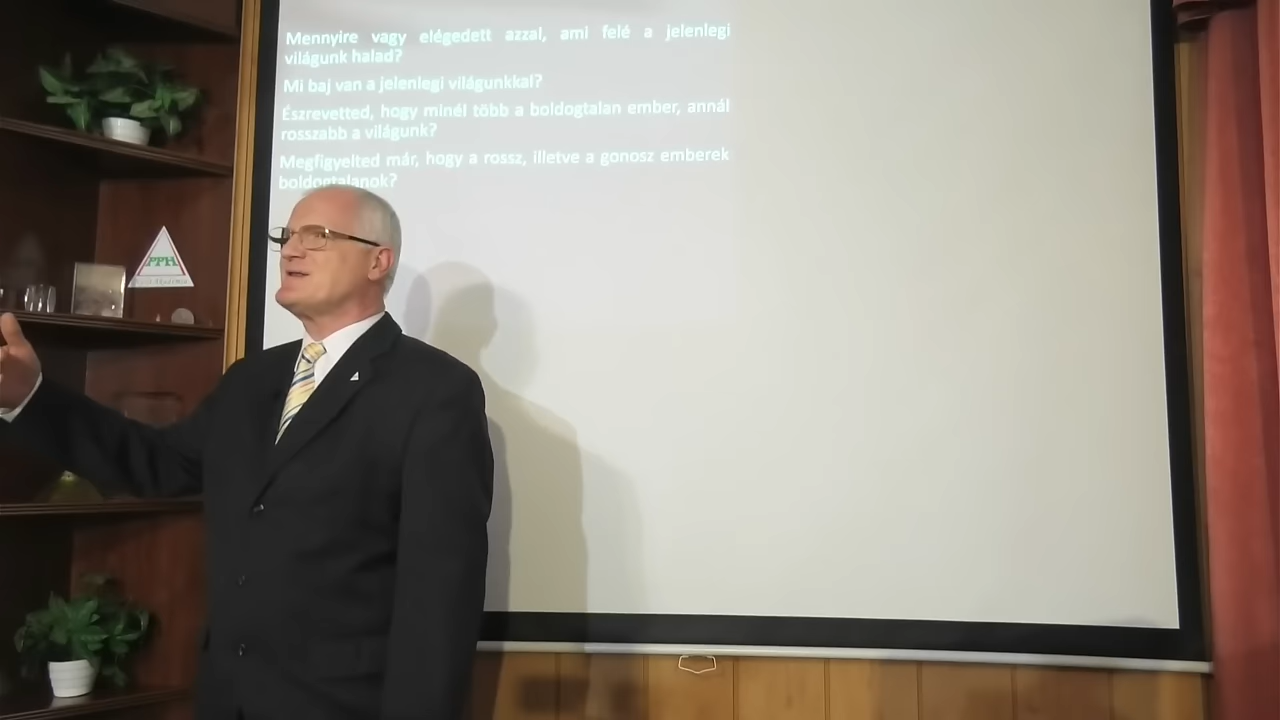 Mennyire vagy elégedett azzal, ami felé a jelenlegi
világunk halad?
Mi baj van a jelenlegi világunkkal?
Észrevetted, hogy minél több a boldogtalan ember, annál
rosszabb a világunk?
Megfigyelted már, hogy a rossz, illetve a gonosz emberek
boldogtalanok?
PPH